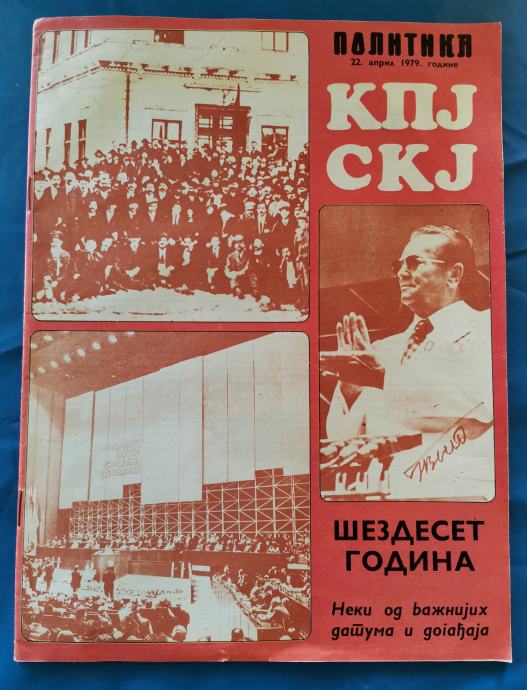 ПОЛИТИКА
22. април 1979. године
КПЈ
СКЈ
ШЕЗДЕСЕТ
ГОДИНА
Неки од важнијих
датума и догађаја